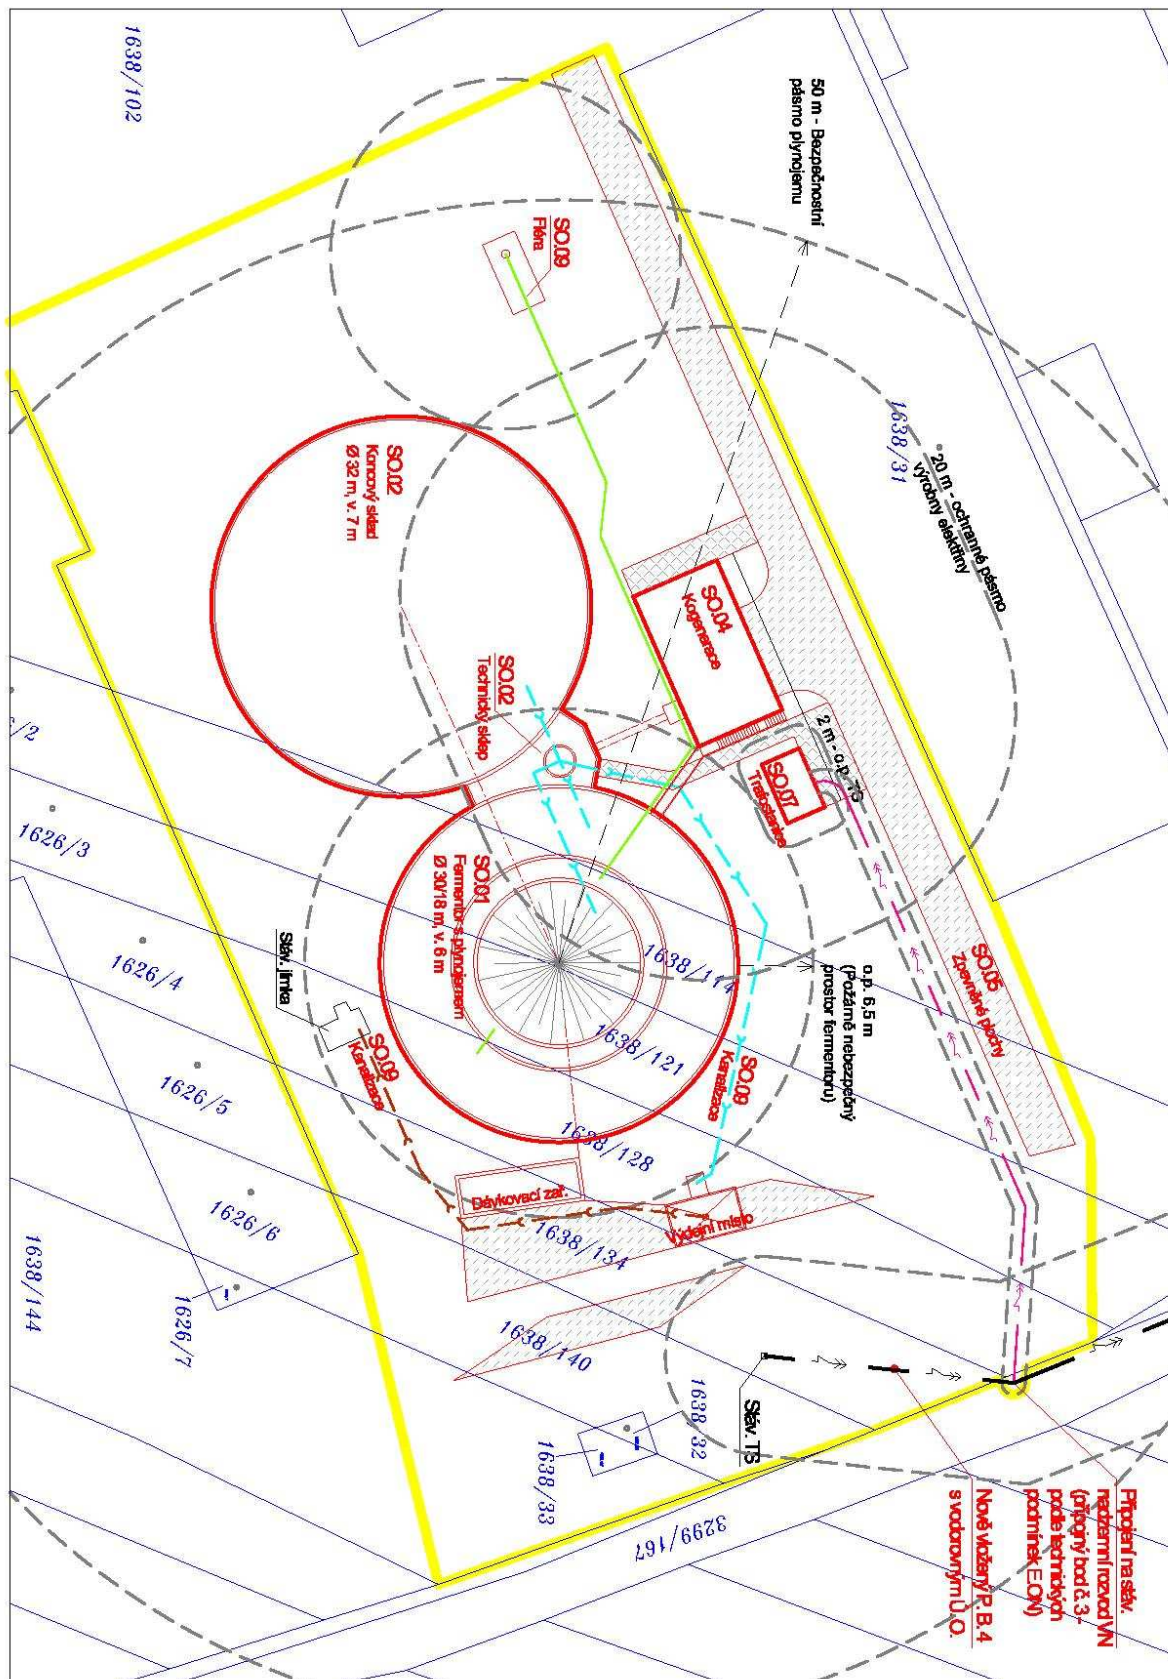 1638/102
50 m - Bezpečnostní
pásmo plynojemu
SO.09
Fléra
1638/31
20 m - ochranné pásmo
výrobny elektřiny
SO.02
Koncový sklad
Ø 32 m, v. 7 m
SO.04
Kogenerace
SO.02
Technický sklep
2 m - o.p. TS
SO.07
Trafostanice
SO.01
Fermentor s plynojemem
Ø 30/18 m, v. 6 m
1638/114
1638/121
1638/128
o.p. 6,5 m
(Požárně nebezpečný
prostor fermentoru)
SO.05
Zpevněné plochy
SO.09
Kanalizace
Stáv. jímka
SO.09
Kanalizace
Dávkovací zař.
Výdejní místo
1638/134
1638/140
1626/3
1626/4
1626/5
1626/6
1626/7
1638/144
1638/32
1638/33
3299/167
Stáv. TS
Připojení na stáv.
nadzemní rozvod VN
(přípojný bod č. 3 -
podle technických
podmínek E.ON)
Nově vložený P.B.4
s vodorovným Ú.O.